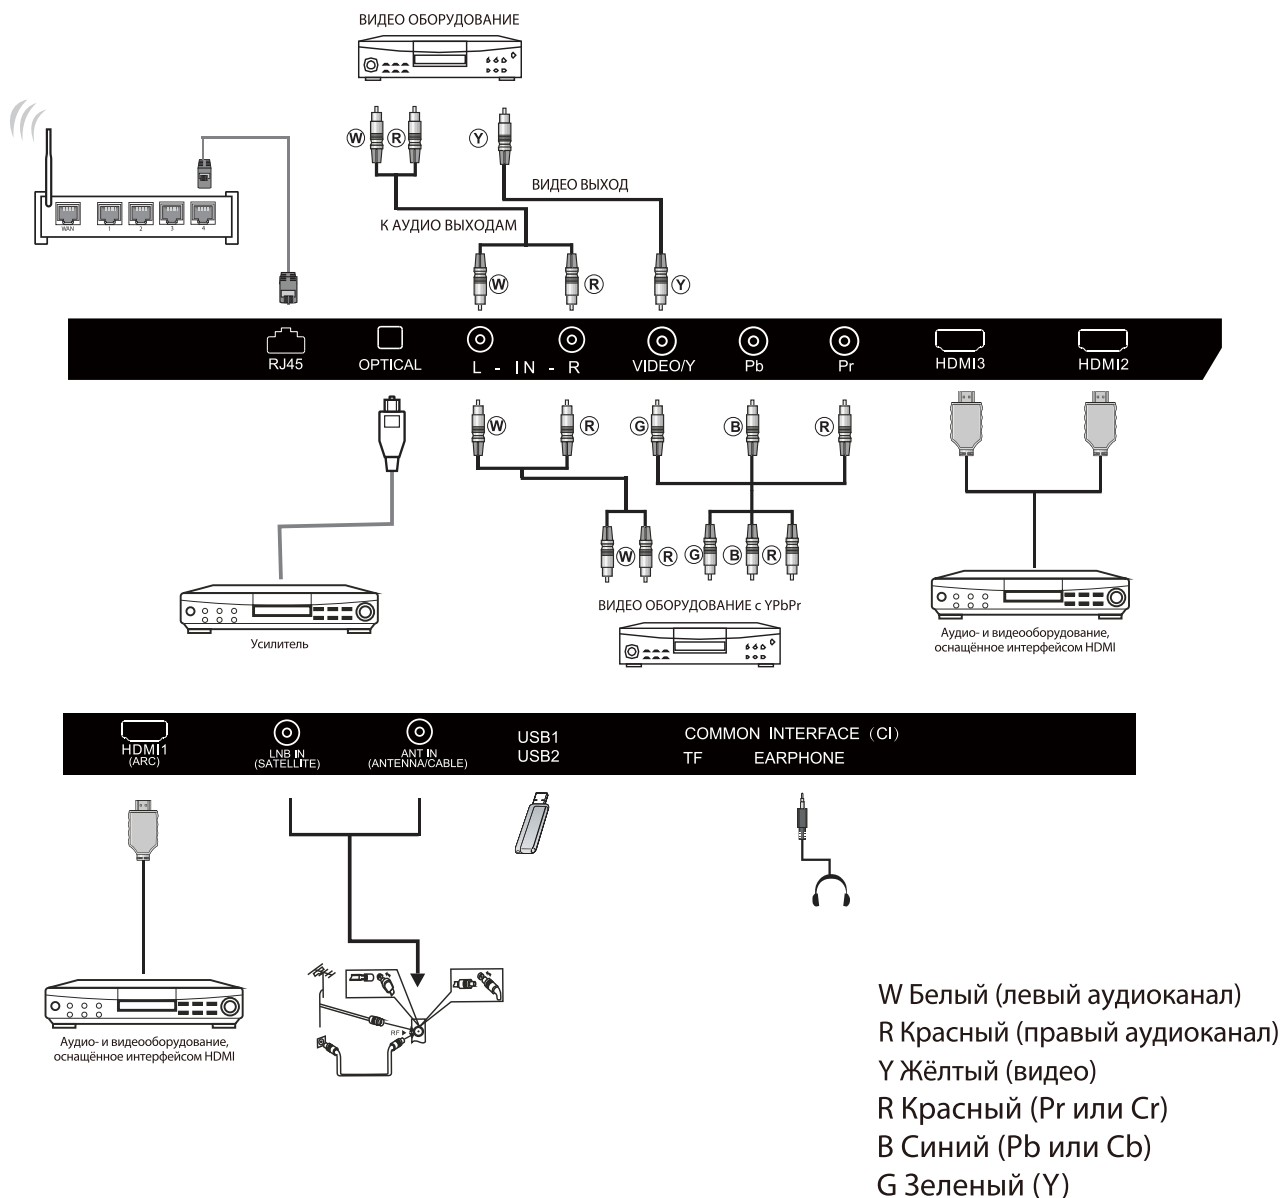 ВИДЕО ОБОРУДОВАНИЕ
W R Y
ВИДЕО ВЫХОД
К АУДИО ВЫХОДАМ
WAN 1 2 3 4
W R Y
RJ45 OPTICAL L - IN - R VIDEO/Y Pb Pr HDMI3 HDMI2
W R G B R
W R G B R
ВИДЕО ОБОРУДОВАНИЕ с YPbPr
Усилитель
Аудио- и видеооборудование,
оснащённое интерфейсом HDMI
HDMI1
(ARC)
LNB IN
(SATELLITE)
ANT IN
(ANTENNA/CABLE)
USB1
USB2
COMMON INTERFACE (CI)
TF EARPHONE
RF
Аудио- и видеооборудование,
оснащённое интерфейсом HDMI
W Белый (левый аудиоканал)
R Красный (правый аудиоканал)
Y Жёлтый (видео)
R Красный (Pr или Cr)
B Синий (Pb или Cb)
G Зеленый (Y)